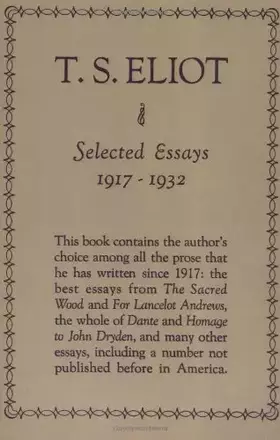 T. S. ELIOT
Selected Essays
1917 - 1932
This book contains the author's
choice among all the prose that
he has written since 1917: the
best essays from The Sacred
Wood and For Lancelot Andrews,
the whole of Dante and Homage
to John Dryden, and many other
essays, including a number not
published before in America.